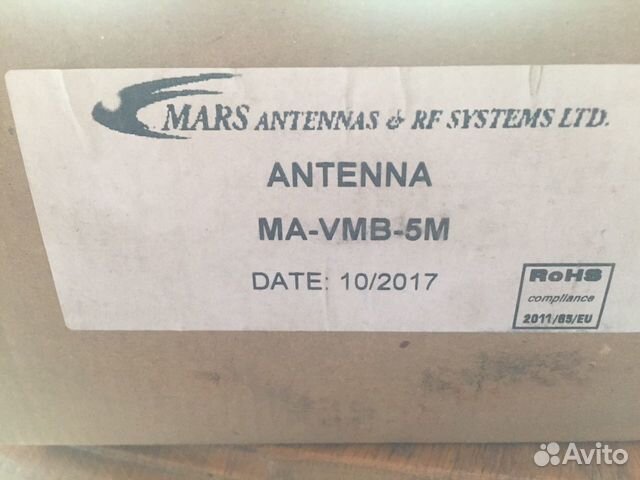 MARS ANTENNAS & RF SYSTEMS LTD.
ANTENNA
MA-VMB-5M
DATE: 10/2017
RoHS
compliance
2011/65/EU
Avito